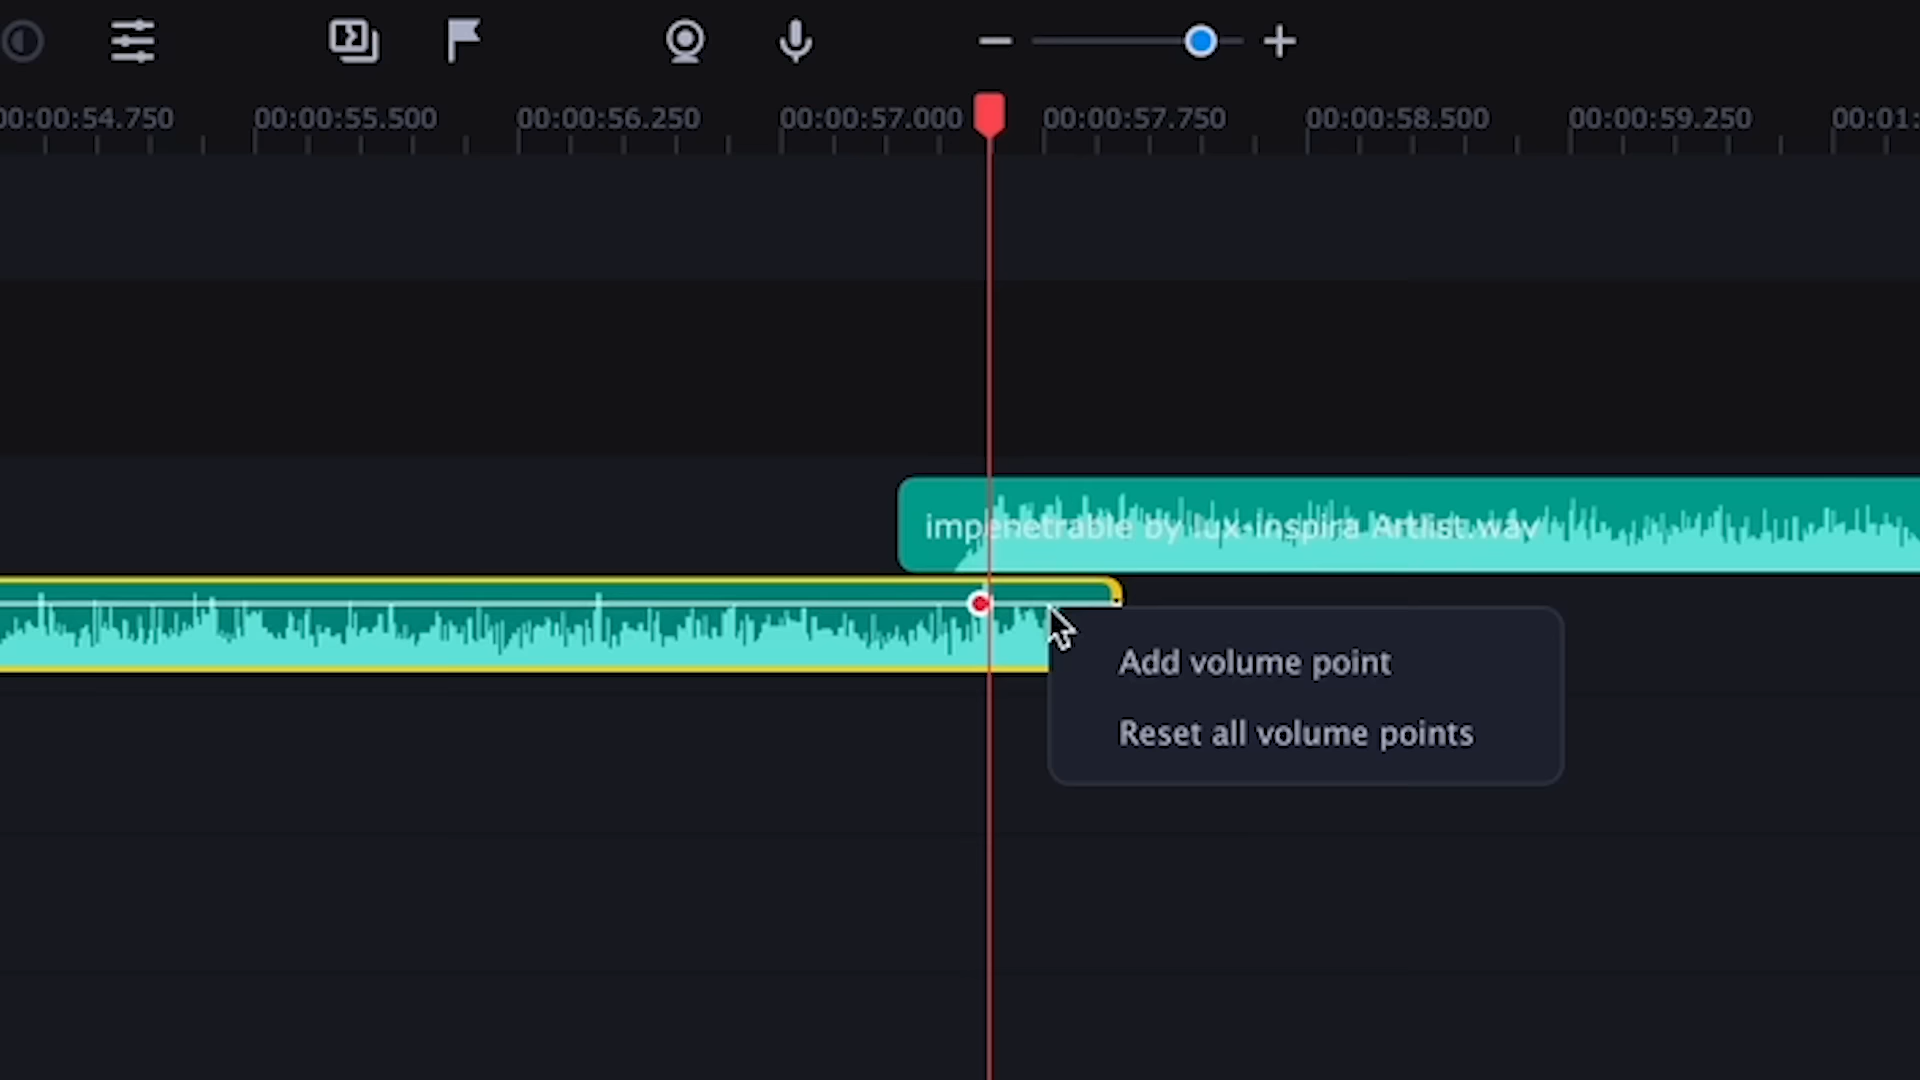 00:00:54.750 00:00:55.500 00:00:56.250 00:00:57.000 00:00:57.750 00:00:58.500 00:00:59.250 00:01:
impenetrable by lux-inspira Artlist.wav
Add volume point
Reset all volume points